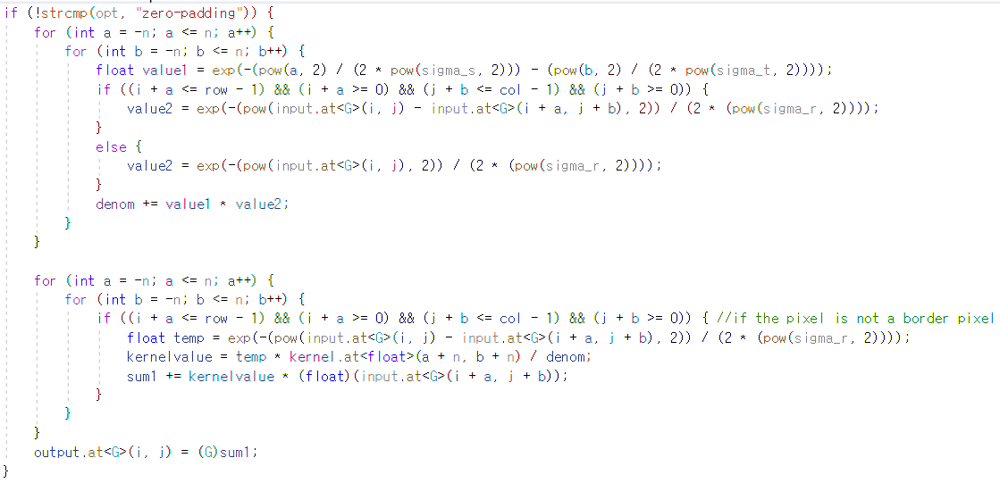 if (!strcmp(opt, "zero-padding")) {
for (int a = -n; a <= n; a++) {
for (int b = -n; b <= n; b++) {
float value1 = exp(-(pow(a, 2) / (2 * pow(sigma_s, 2))) - (pow(b, 2) / (2 * pow(sigma_t, 2))));
if ((i + a <= row - 1) && (i + a >= 0) && (j + b <= col - 1) && (j + b >= 0)) {
value2 = exp(-(pow(input.at<G>(i, j) - input.at<G>(i + a, j + b), 2)) / (2 * (pow(sigma_r, 2))));
}
else {
value2 = exp(-(pow(input.at<G>(i, j), 2)) / (2 * (pow(sigma_r, 2))));
}
denom += value1 * value2;
}
}
for (int a = -n; a <= n; a++) {
for (int b = -n; b <= n; b++) {
if ((i + a <= row - 1) && (i + a >= 0) && (j + b <= col - 1) && (j + b >= 0)) { //if the pixel is not a border pixel
float temp = exp(-(pow(input.at<G>(i, j) - input.at<G>(i + a, j + b), 2)) / (2 * (pow(sigma_r, 2))));
kernelvalue = temp * kernel.at<float>(a + n, b + n) / denom;
sum1 += kernelvalue * (float)(input.at<G>(i + a, j + b));
}
}
}
output.at<G>(i, j) = (G)sum1;
}